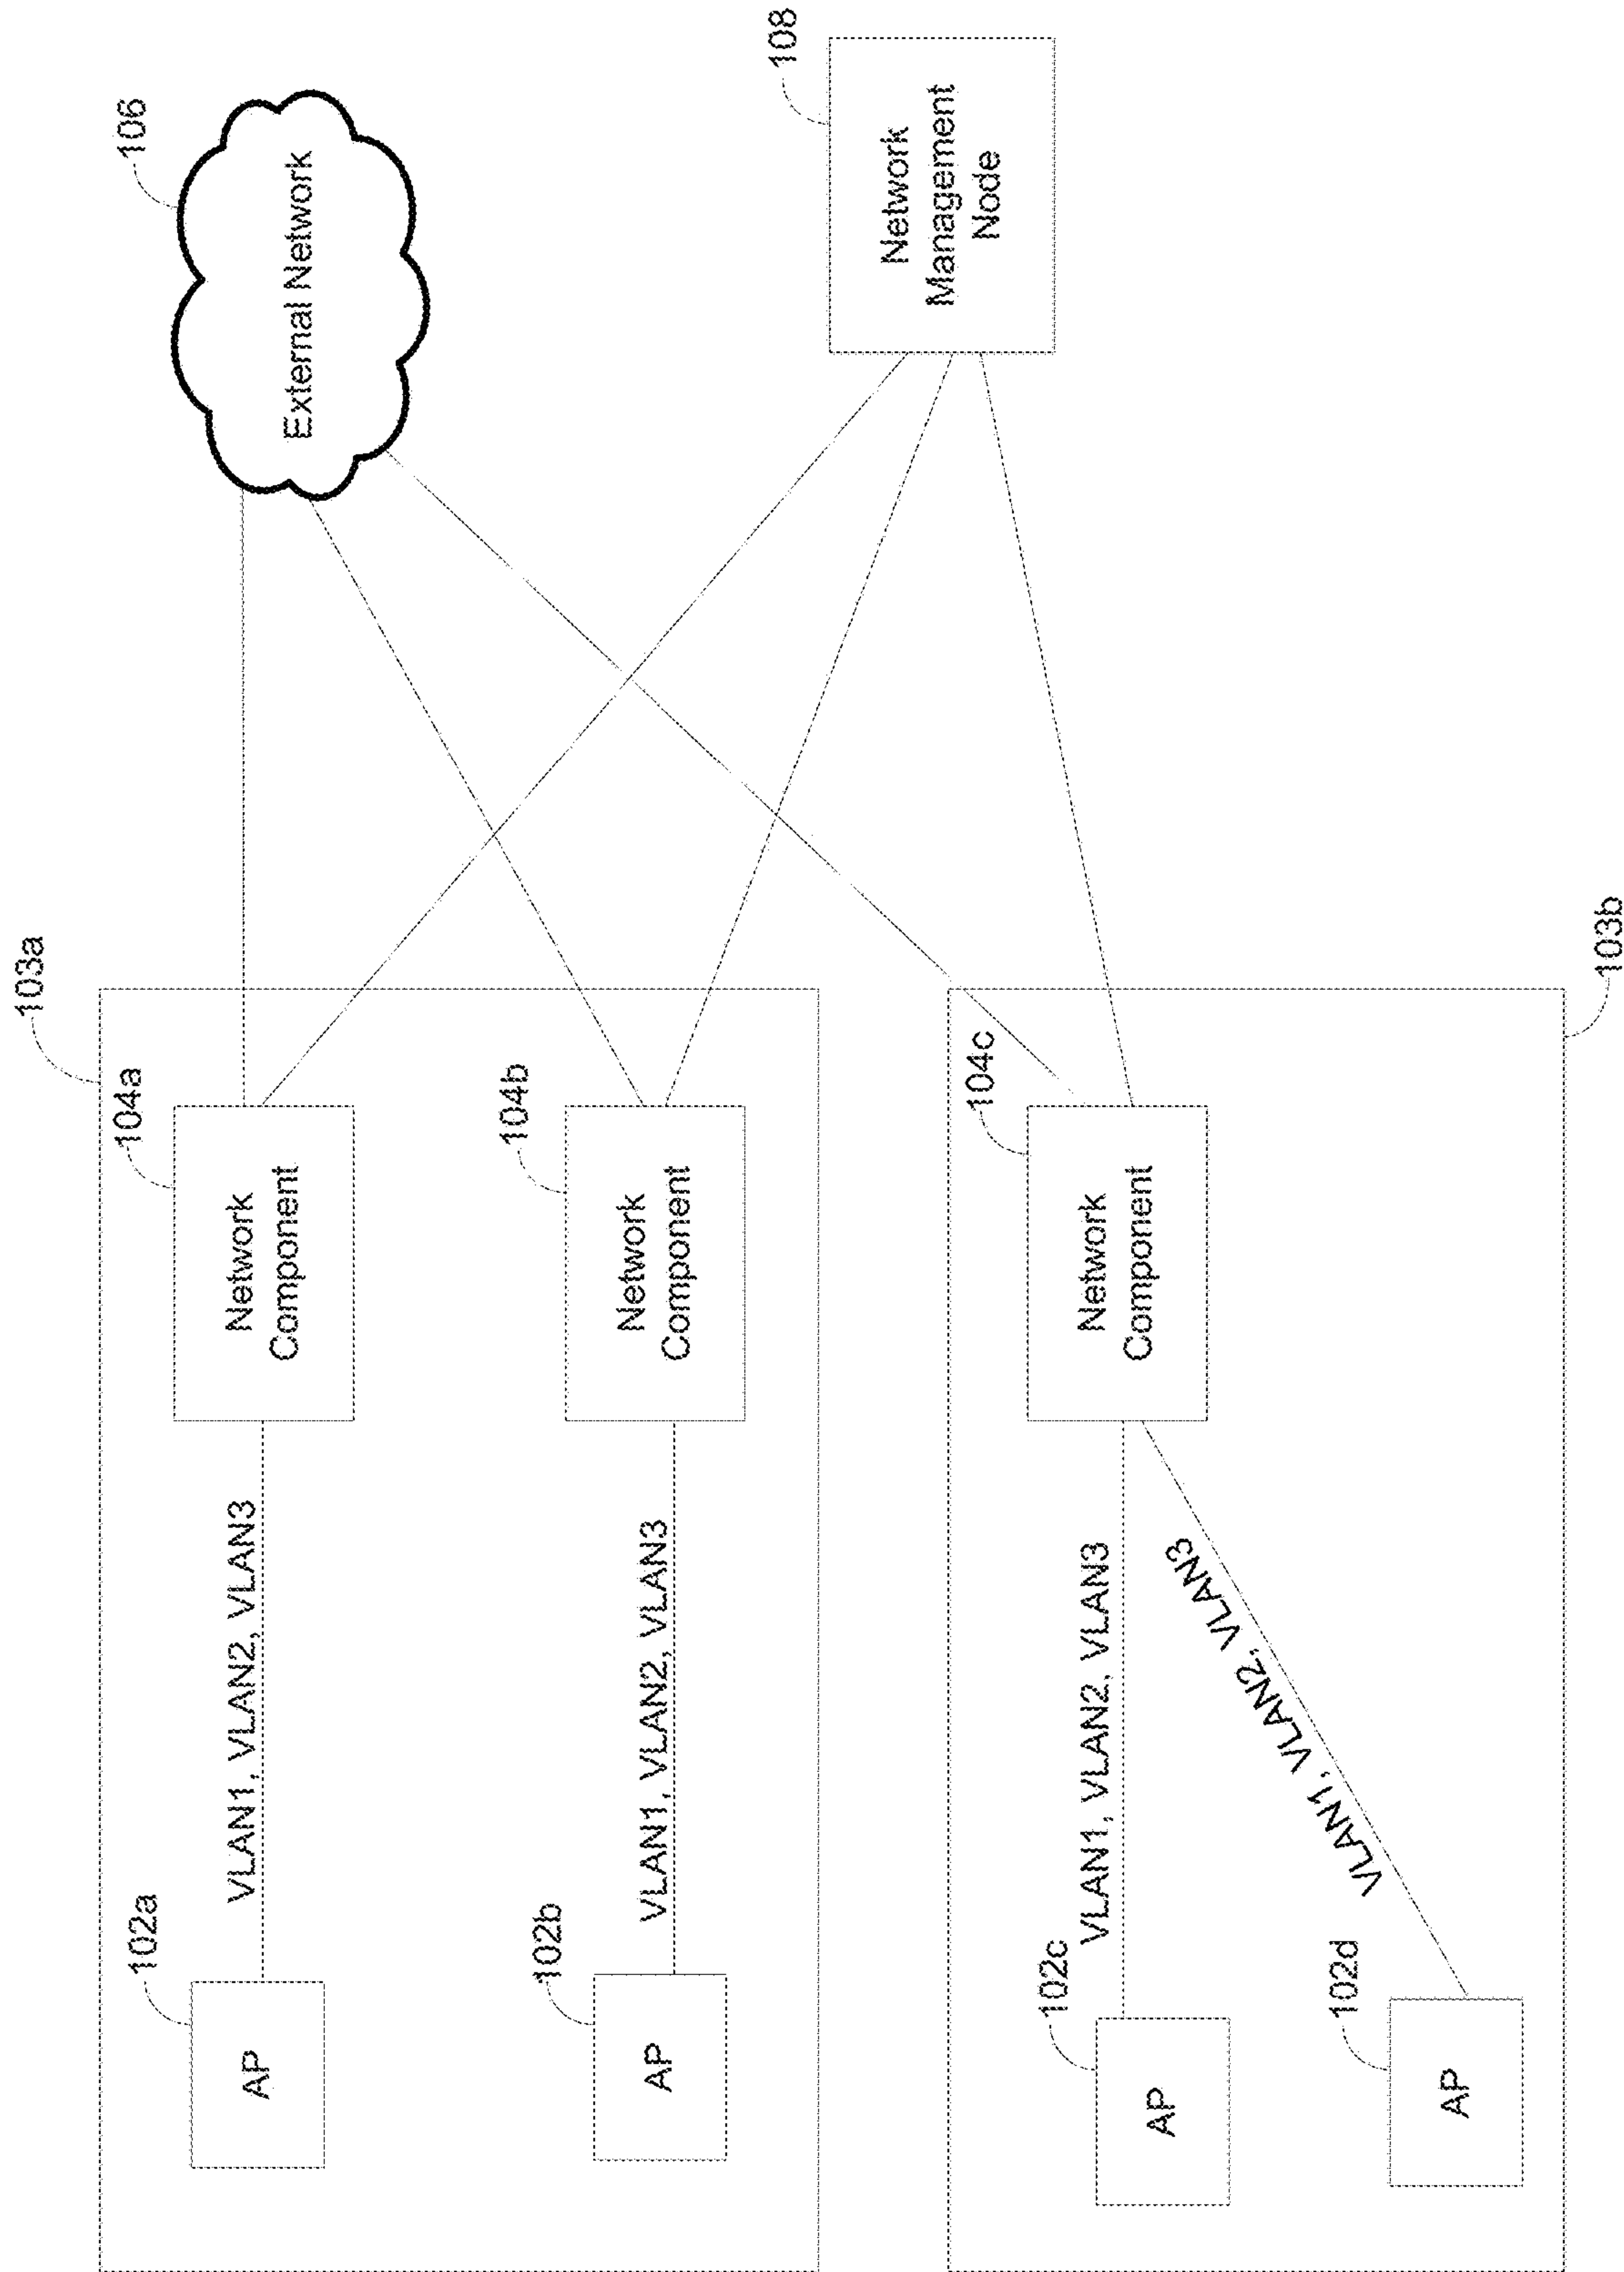 103a
102a
AP
VLAN1, VLAN2, VLAN3
104a
Network
Component
102b
AP
VLAN1, VLAN2, VLAN3
104b
Network
Component
106
External Network
108
Network
Management
Node
102c
AP
VLAN1, VLAN2, VLAN3
104c
Network
Component
102d
AP
VLAN1, VLAN2, VLAN3
103b